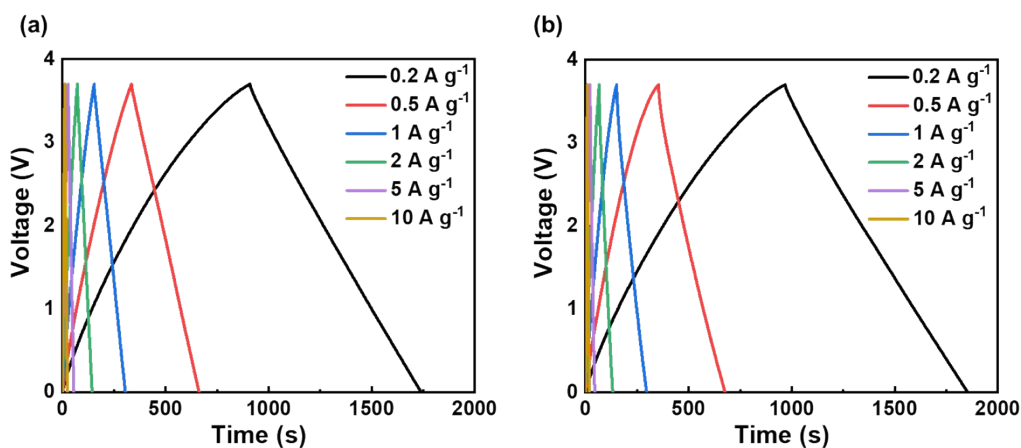 (a)
4
3
2
1
0
Voltage (V)
0 500 1000 1500 2000
Time (s)
0.2 A g⁻¹
0.5 A g⁻¹
1 A g⁻¹
2 A g⁻¹
5 A g⁻¹
10 A g⁻¹
(b)
4
3
2
1
0
Voltage (V)
0 500 1000 1500 2000
Time (s)
0.2 A g⁻¹
0.5 A g⁻¹
1 A g⁻¹
2 A g⁻¹
5 A g⁻¹
10 A g⁻¹